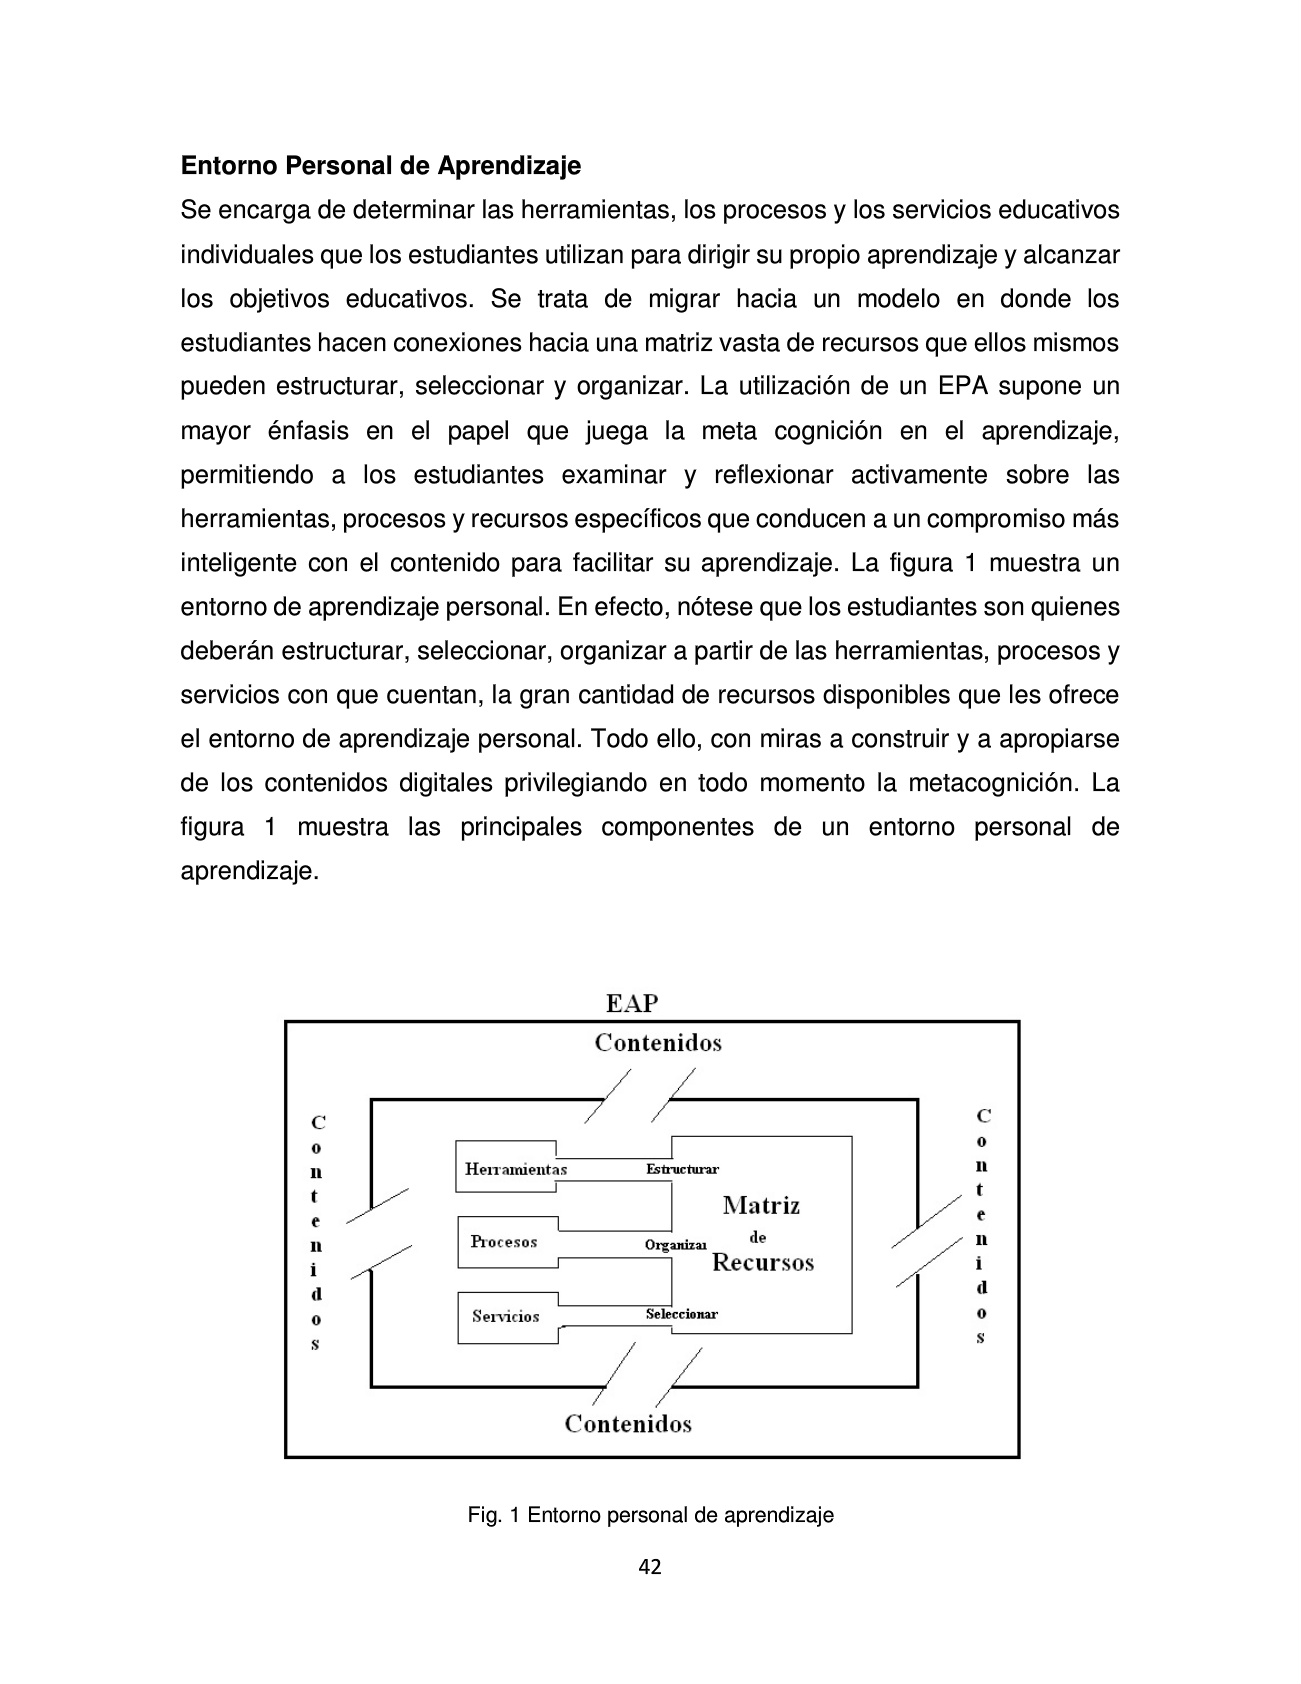 Entorno Personal de Aprendizaje
Se encarga de determinar las herramientas, los procesos y los servicios educativos
individuales que los estudiantes utilizan para dirigir su propio aprendizaje y alcanzar
los objetivos educativos. Se trata de migrar hacia un modelo en donde los
estudiantes hacen conexiones hacia una matriz vasta de recursos que ellos mismos
pueden estructurar, seleccionar y organizar. La utilización de un EPA supone un
mayor énfasis en el papel que juega la meta cognición en el aprendizaje,
permitiendo a los estudiantes examinar y reflexionar activamente sobre las
herramientas, procesos y recursos específicos que conducen a un compromiso más
inteligente con el contenido para facilitar su aprendizaje. La figura 1 muestra un
entorno de aprendizaje personal. En efecto, nótese que los estudiantes son quienes
deberán estructurar, seleccionar, organizar a partir de las herramientas, procesos y
servicios con que cuentan, la gran cantidad de recursos disponibles que les ofrece
el entorno de aprendizaje personal. Todo ello, con miras a construir y a apropiarse
de los contenidos digitales privilegiando en todo momento la metacognición. La
figura 1 muestra las principales componentes de un entorno personal de
aprendizaje.
EAP
Contenidos
Contenidos
Herramientas
Estructurar
Procesos
Organizar
Servicios
Seleccionar
Matriz
de
Recursos
Contenidos
Contenidos
Fig. 1 Entorno personal de aprendizaje
42